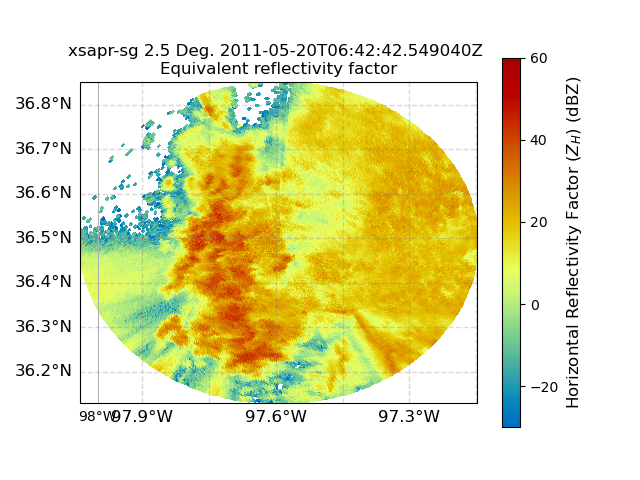 xsapr-sg 2.5 Deg. 2011-05-20T06:42:42.549040Z
Equivalent reflectivity factor
36.8°N
36.7°N
36.6°N
36.5°N
36.4°N
36.3°N
36.2°N
98°W 97.9°W 97.6°W 97.3°W
60
40
20
0
−20
Horizontal Reflectivity Factor (Z_H) (dBZ)